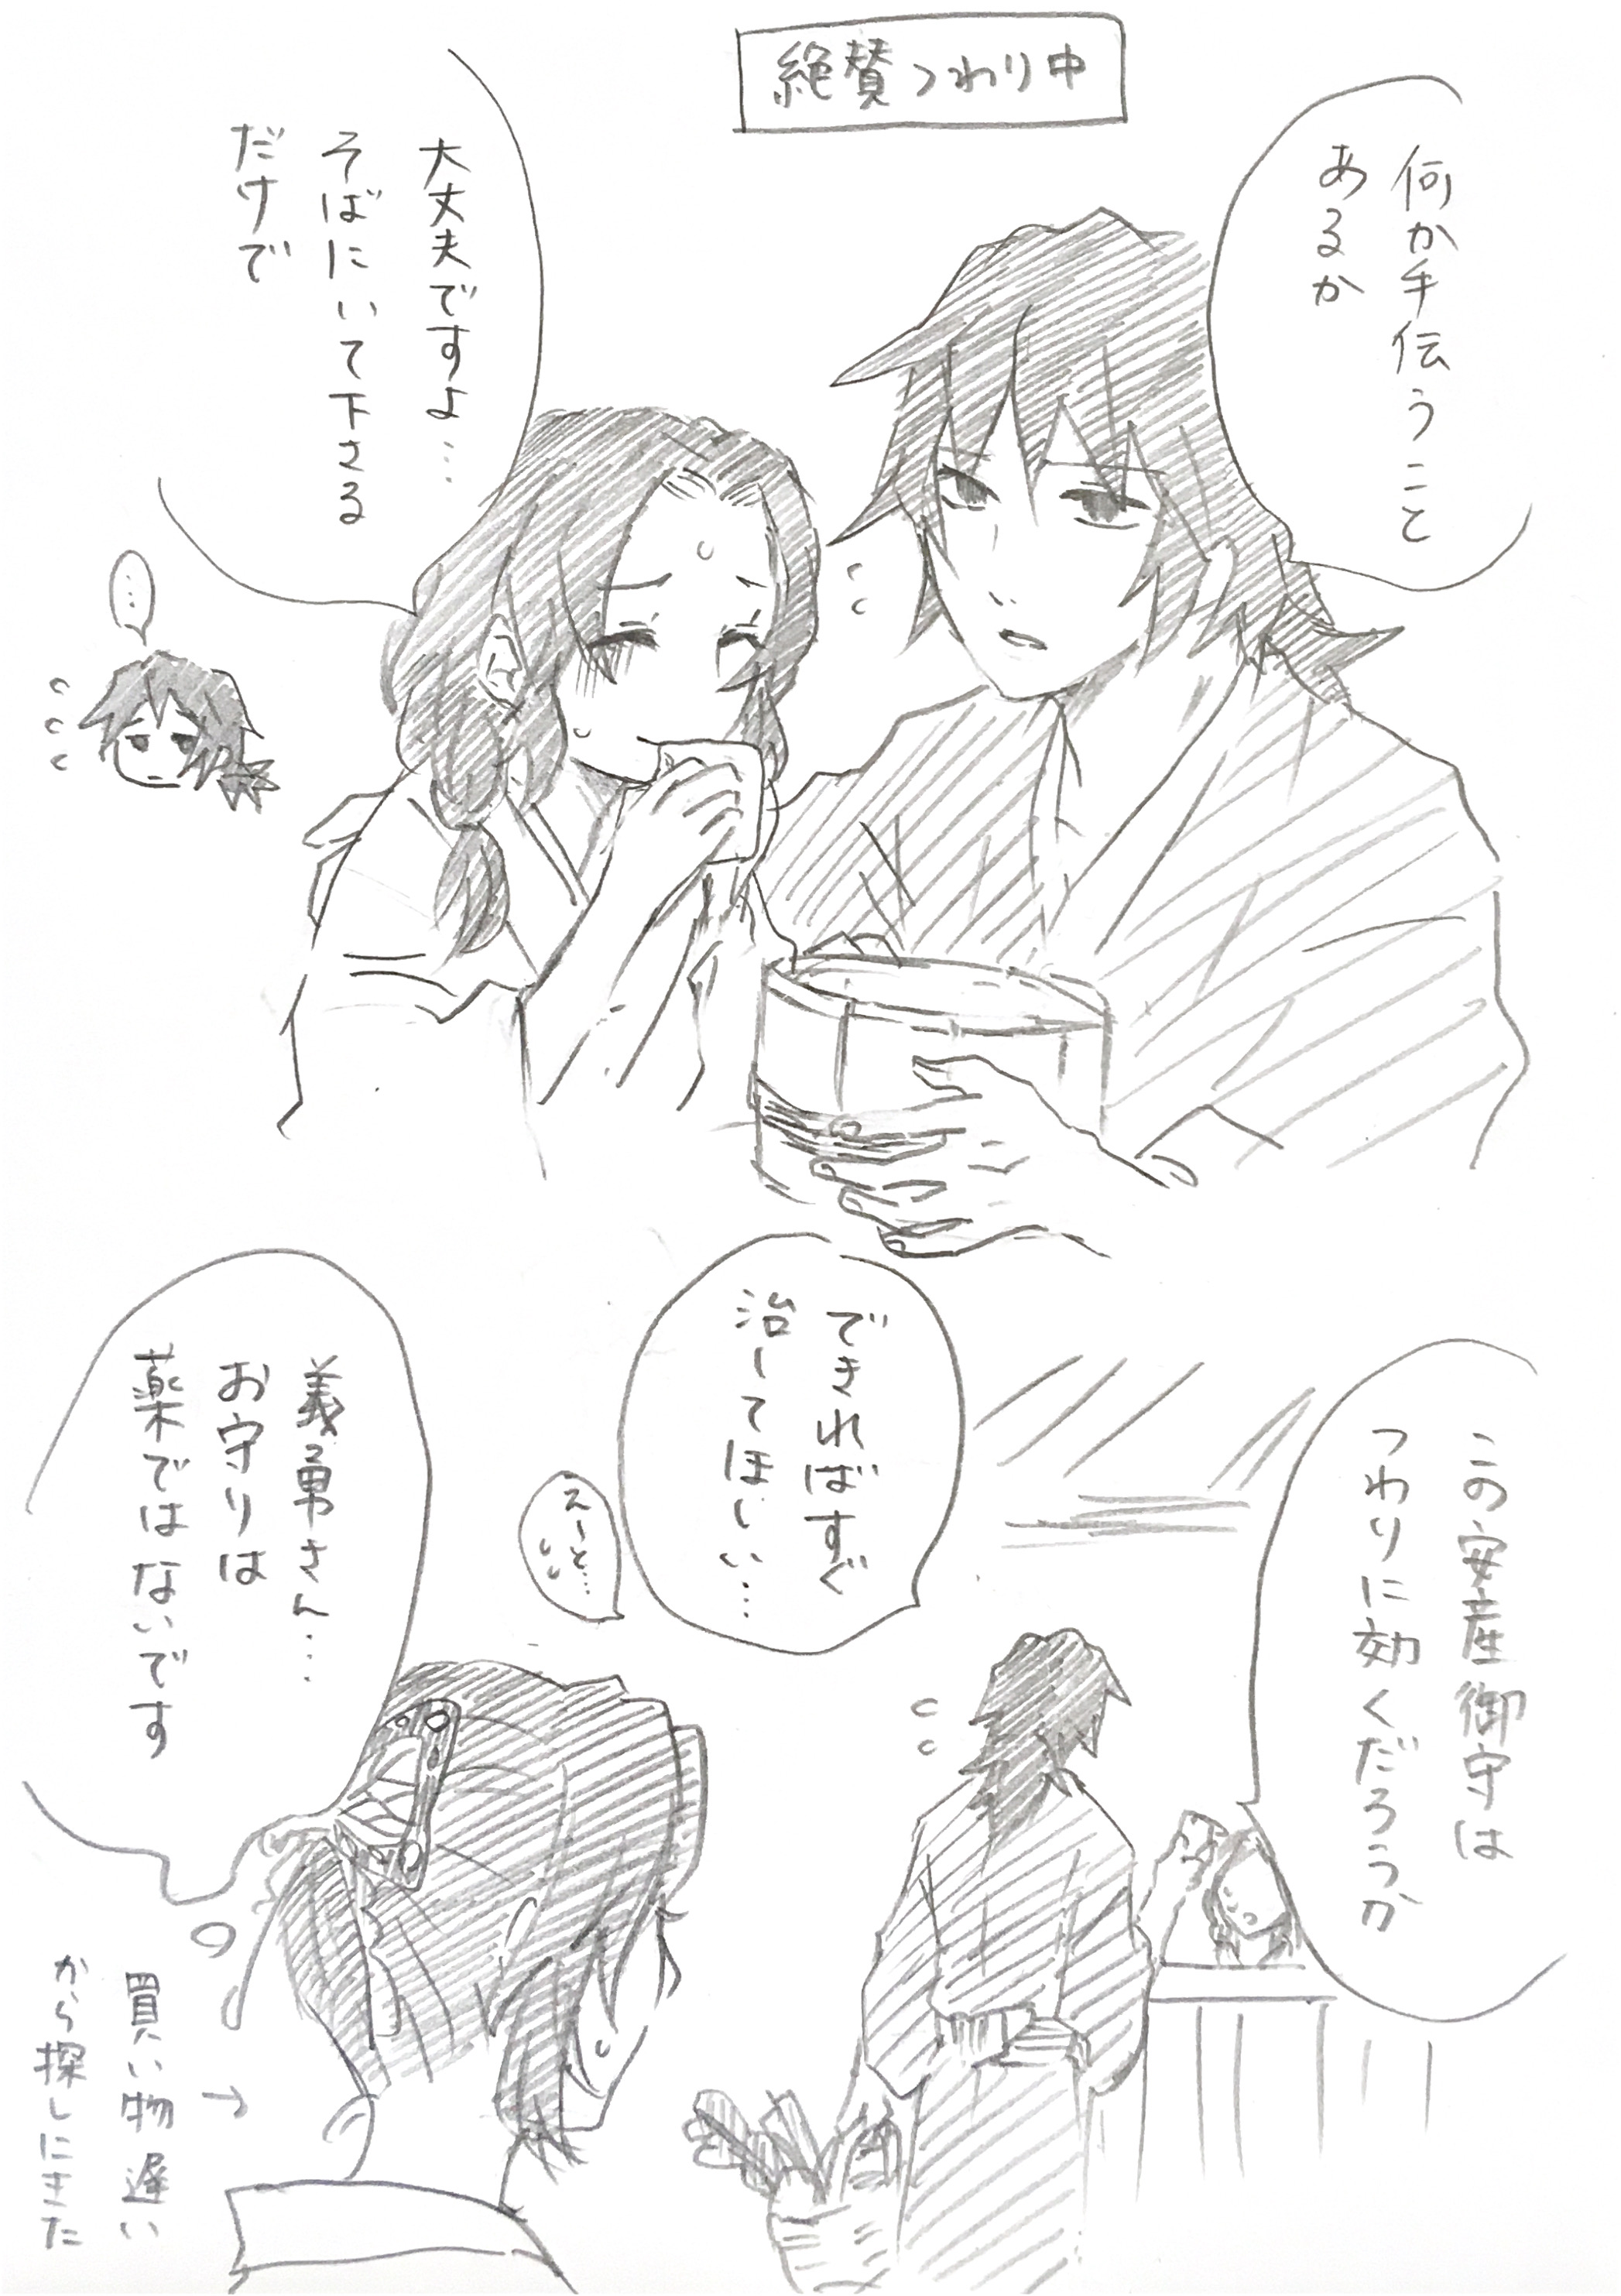 絶賛つわり中
何か手伝うこと
あるか
大丈夫ですよ…
そばにいて下さる
だけで
…
この安産御守は
つわりに効くだろうか
できればすぐ
治してほしい…
えーと…
義勇さん…
お守りは
薬ではないです
買い物遅い
から探しにきた